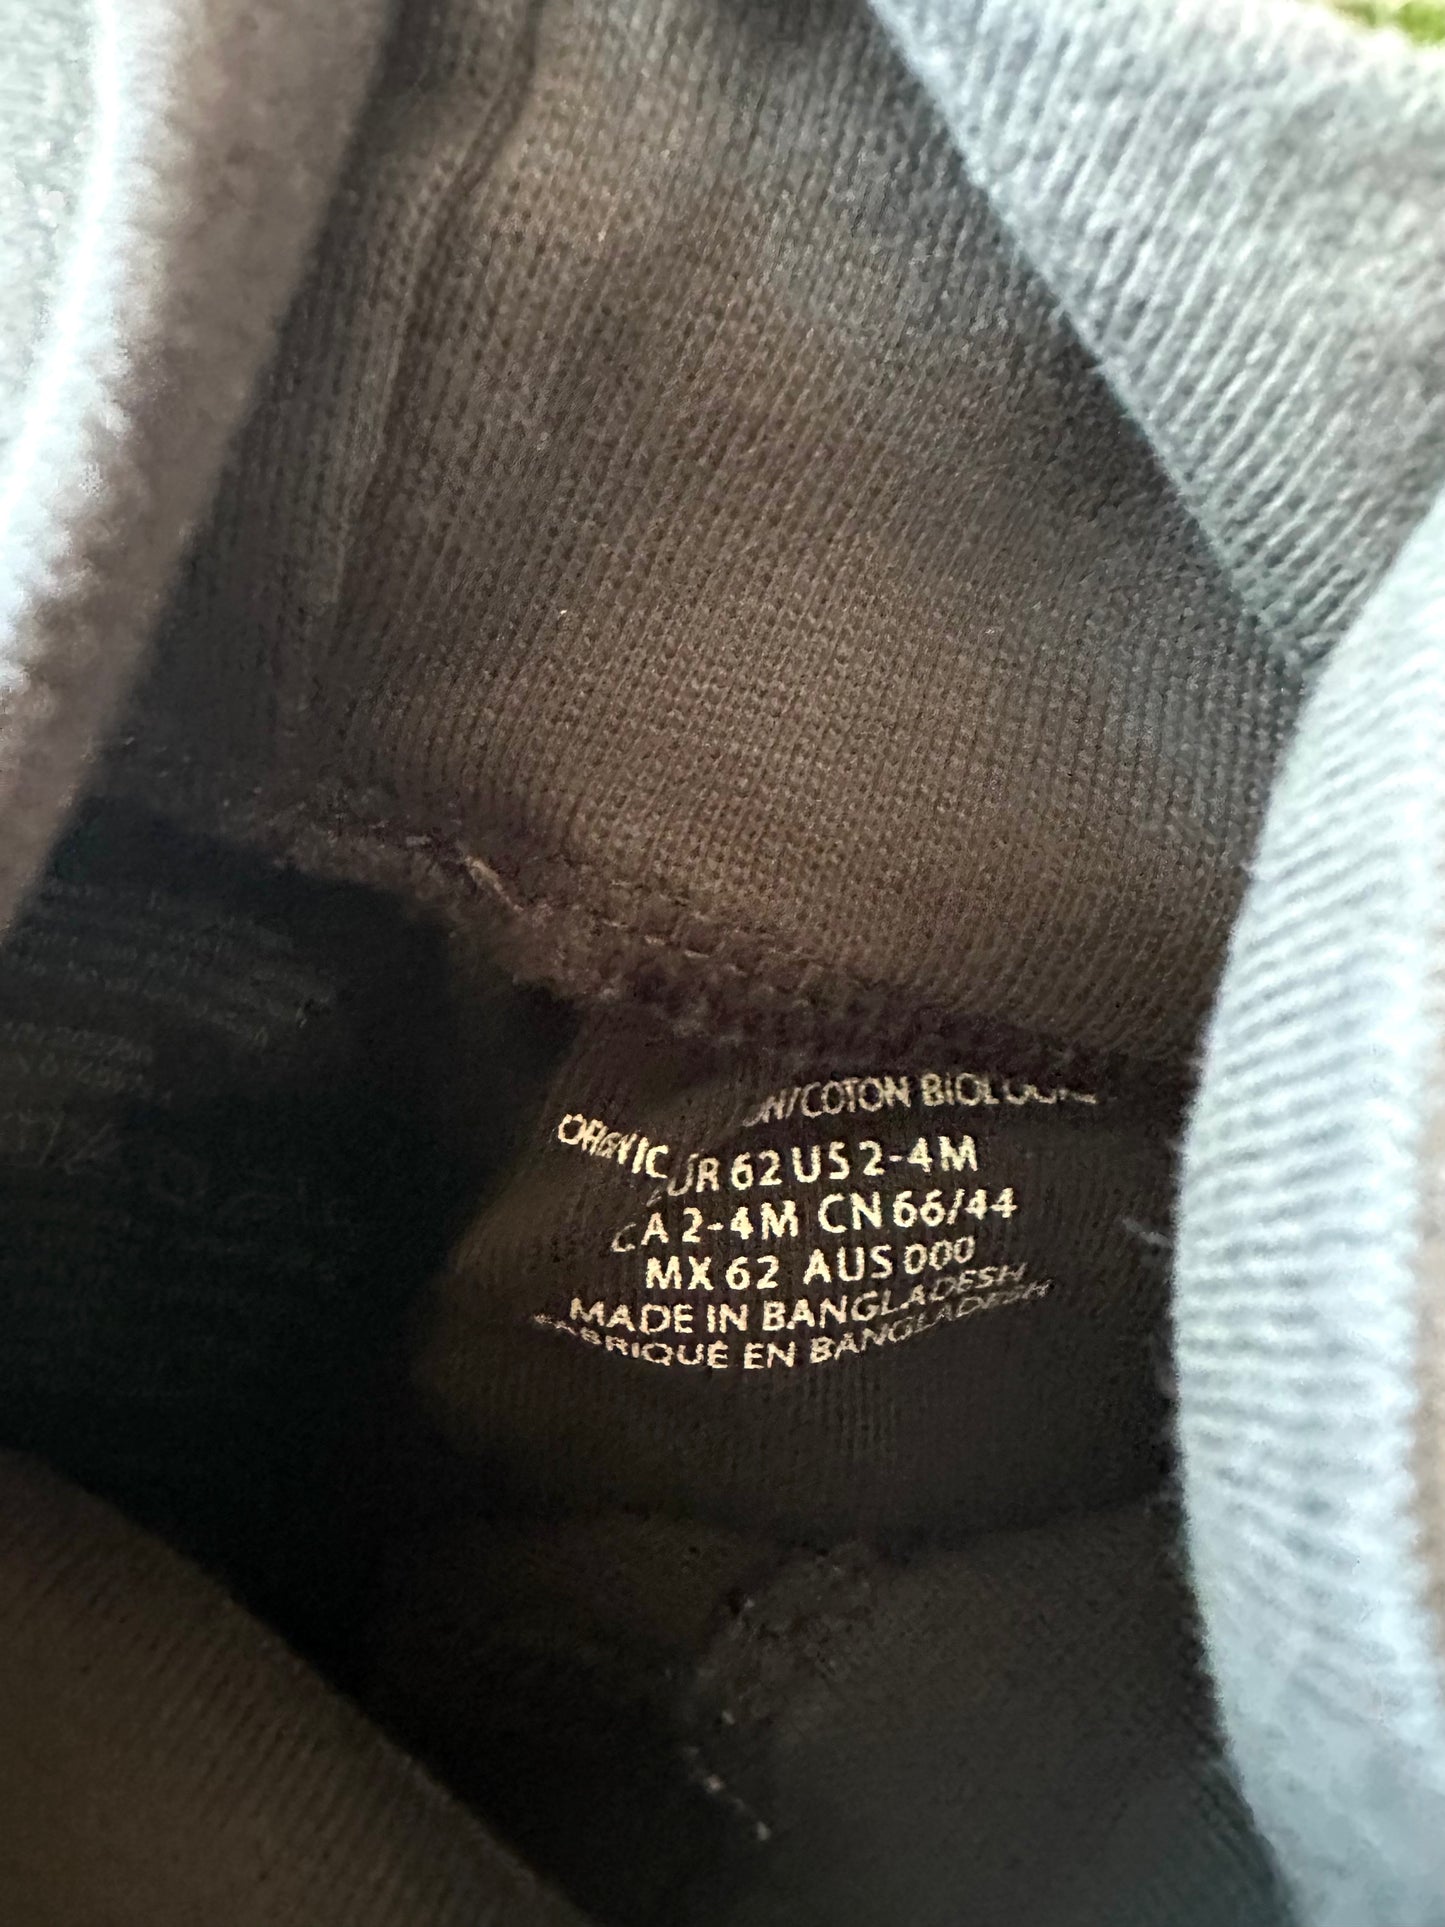 ORGANIC COTTON/COTON BIOLOGIQUE
EUR 62 US 2-4M
CA 2-4M CN 66/44
MX 62 AUS 000
MADE IN BANGLADESH
FABRIQUÉ EN BANGLADESH